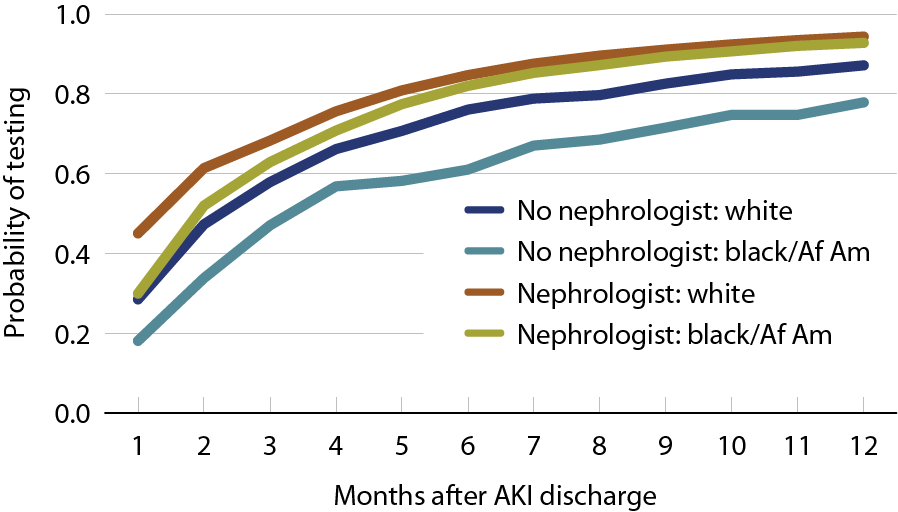 Probability of testing
1.0
0.8
0.6
0.4
0.2
0.0
No nephrologist: white
No nephrologist: black/Af Am
Nephrologist: white
Nephrologist: black/Af Am
1 2 3 4 5 6 7 8 9 10 11 12
Months after AKI discharge